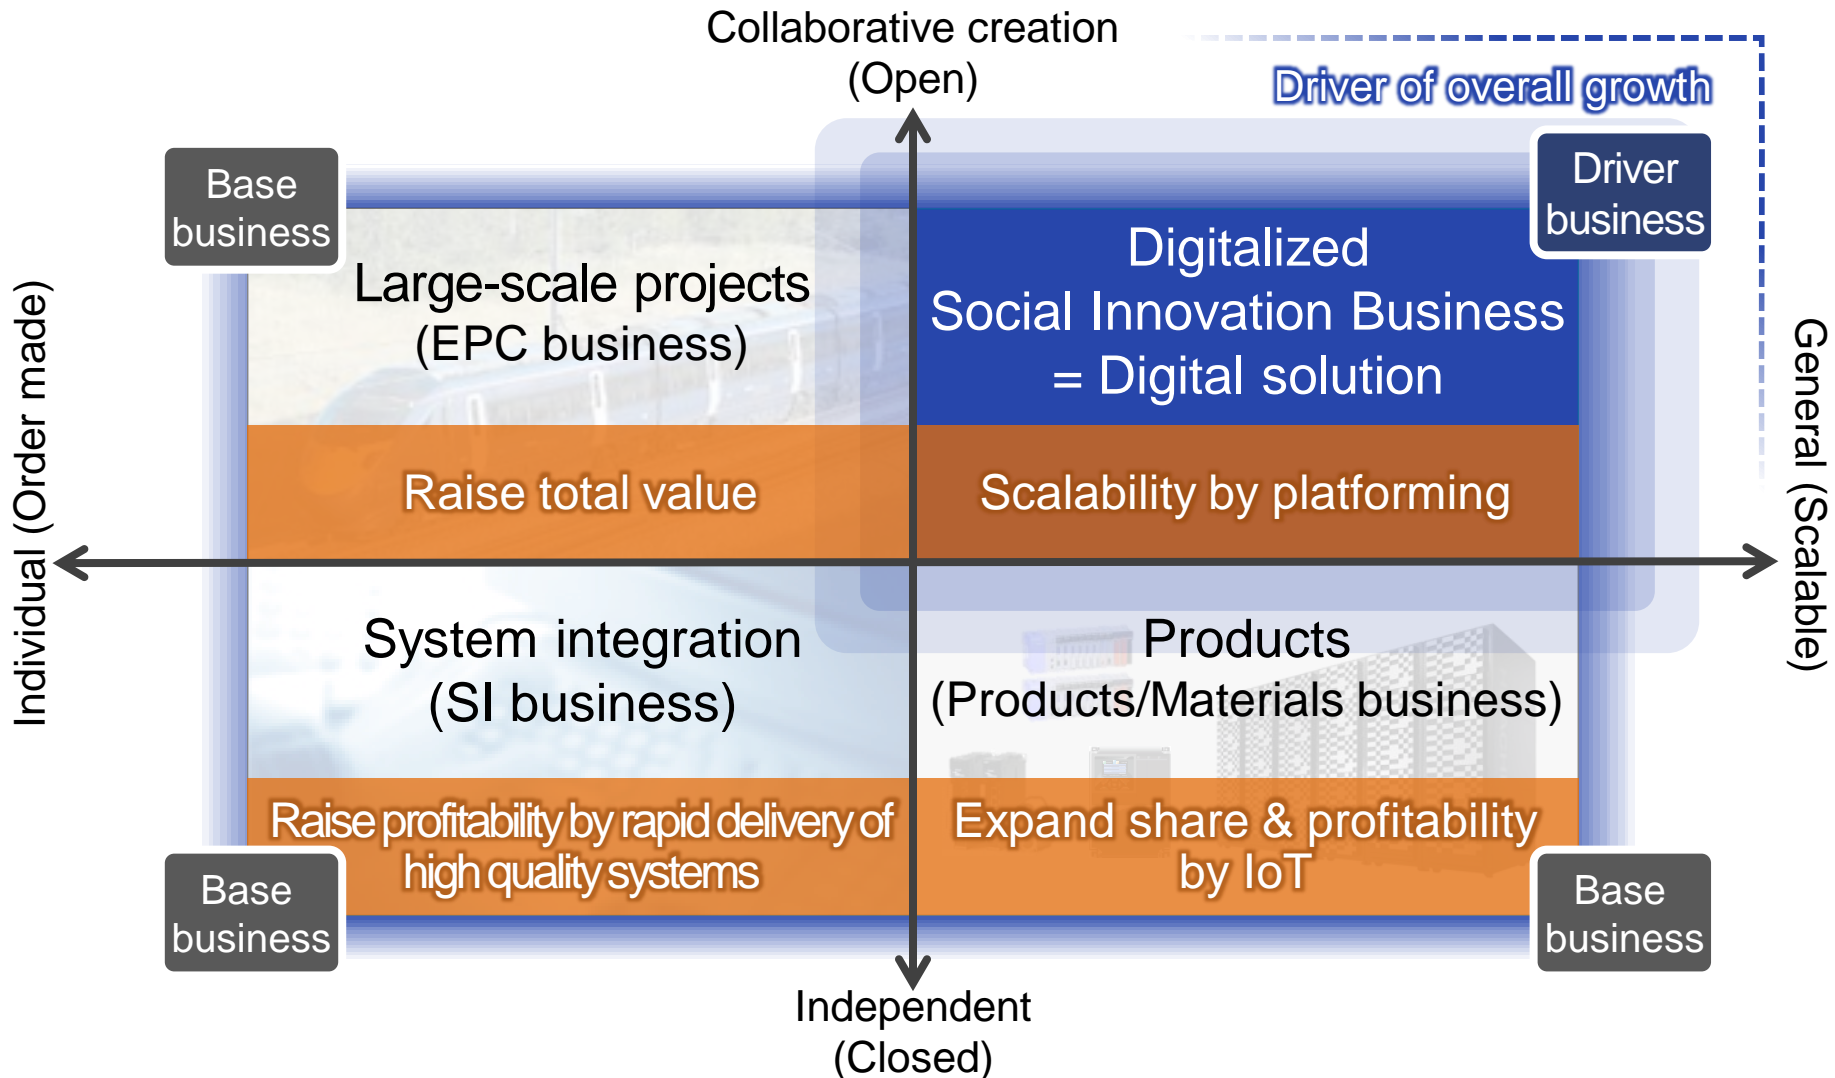 Collaborative creation
(Open)
Driver of overall growth
Base
business
Driver
business
Large-scale projects
(EPC business)
Digitalized
Social Innovation Business
= Digital solution
Raise total value
Scalability by platforming
Individual (Order made)
General (Scalable)
System integration
(SI business)
Products
(Products/Materials business)
Raise profitability by rapid delivery of
high quality systems
Expand share & profitability
by IoT
Base
business
Base
business
Independent
(Closed)